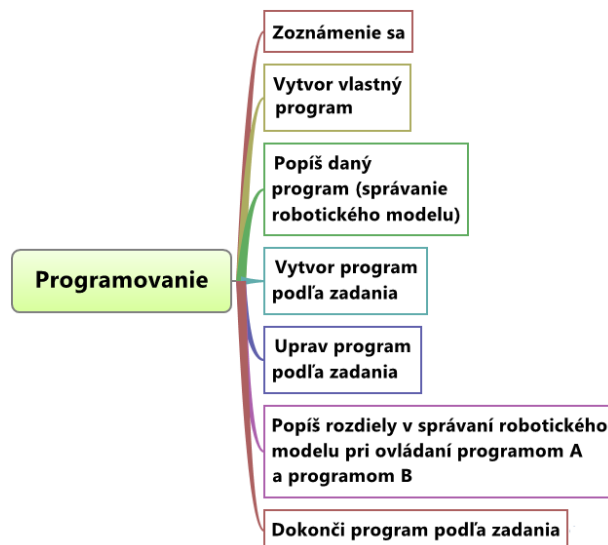 Zoznámenie sa
Vytvor vlastný
program
Popíš daný
program (správanie
robotického modelu)
Programovanie
Vytvor program
podľa zadania
Uprav program
podľa zadania
Popíš rozdiely v správaní robotického
modelu pri ovládaní programom A
a programom B
Dokonči program podľa zadania